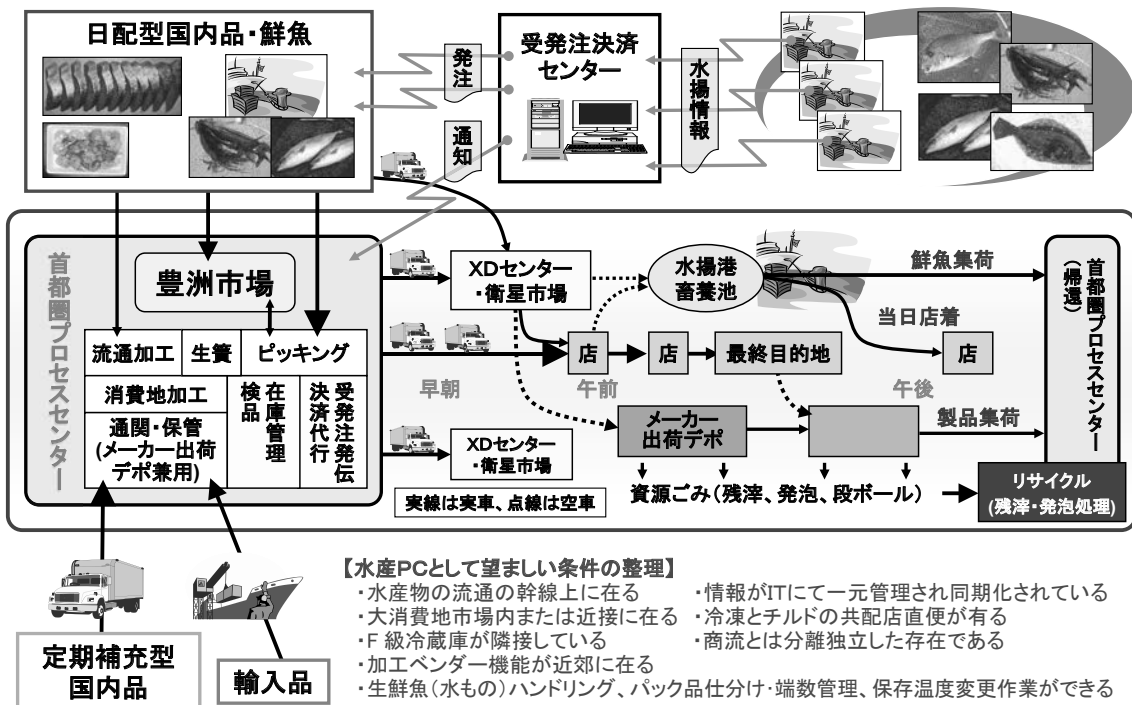 日配型国内品・鮮魚
発注
通知
受発注決済
センター
水揚情報
首都圏プロセスセンター
豊洲市場
流通加工
生簀
ピッキング
消費地加工
通関・保管
(メーカー出荷
デポ兼用)
在庫管理
検品
受発注発伝
決済代行
XDセンター
・衛星市場
水揚港
畜養池
鮮魚集荷
当日店着
店
店
最終目的地
店
早朝
午前
午後
メーカー
出荷デポ
製品集荷
XDセンター
・衛星市場
実線は実車、点線は空車
資源ごみ(残滓、発泡、段ボール)
首都圏プロセスセンター
(帰還)
リサイクル
(残滓・発泡処理)
定期補充型
国内品
輸入品
【水産PCとして望ましい条件の整理】
・水産物の流通の幹線上に在る
・大消費地市場内または近接に在る
・F級冷蔵庫が隣接している
・加工ベンダー機能が近郊に在る
・生鮮魚(水もの)ハンドリング、パック品仕分け・端数管理、保存温度変更作業ができる
・情報がITにて一元管理され同期化されている
・冷凍とチルドの共配店直便が有る
・商流とは分離独立した存在である